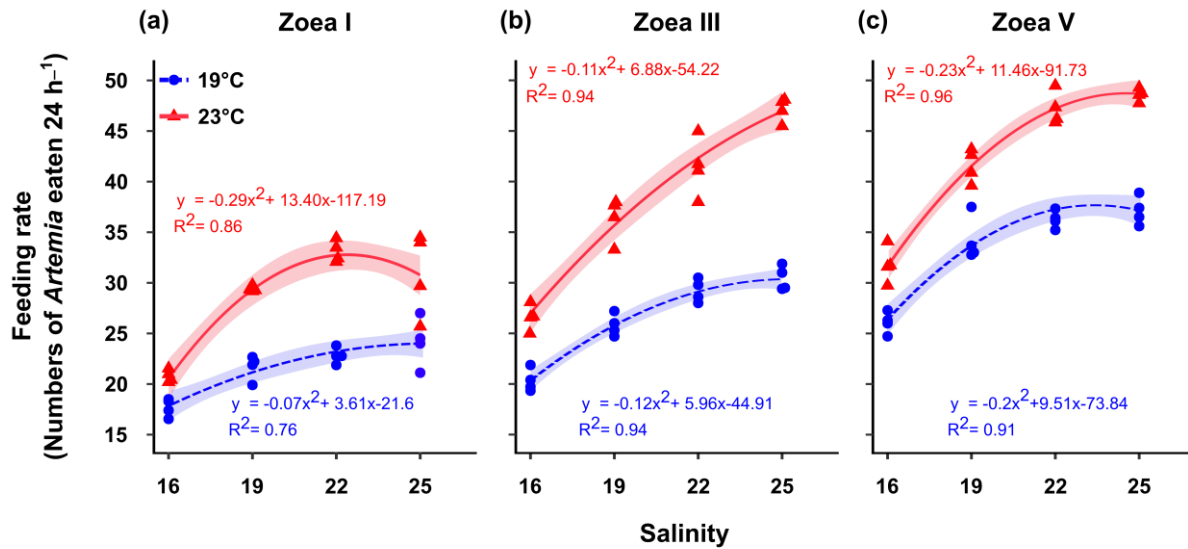 (a) Zoea I
(b) Zoea III
(c) Zoea V
19°C
23°C
y = -0.29x²+ 13.40x-117.19
R²= 0.86
y = -0.07x²+ 3.61x-21.6
R²= 0.76
y = -0.11x²+ 6.88x-54.22
R²= 0.94
y = -0.12x²+ 5.96x-44.91
R²= 0.94
y = -0.23x²+ 11.46x-91.73
R²= 0.96
y = -0.2x²+9.51x-73.84
R²= 0.91
Feeding rate
(Numbers of Artemia eaten 24 h⁻¹)
50
45
40
35
30
25
20
15
16 19 22 25
16 19 22 25
16 19 22 25
Salinity